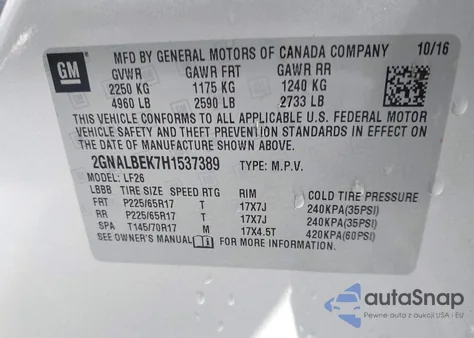 GM
MFD BY GENERAL MOTORS OF CANADA COMPANY 10/16
GVWR GAWR FRT GAWR RR
2250 KG 1175 KG 1240 KG
4960 LB 2590 LB 2733 LB
THIS VEHICLE CONFORMS TO ALL APPLICABLE U.S. FEDERAL MOTOR
VEHICLE SAFETY AND THEFT PREVENTION STANDARDS IN EFFECT ON
THE DATE OF MANUFACTURE SHOWN ABOVE.
2GNALBEK7H1537389 TYPE: M.P.V.
MODEL: LF26
LBBB TIRE SIZE SPEED RTG RIM COLD TIRE PRESSURE
FRT P225/65R17 T 17X7J 240KPA(35PSI)
RR P225/65R17 T 17X7J 240KPA(35PSI)
SPA T145/70R17 M 17X4.5T 420KPA(60PSI)
SEE OWNER'S MANUAL FOR MORE INFORMATION.
autoSnap
Pewne auta z aukcji USA i EU